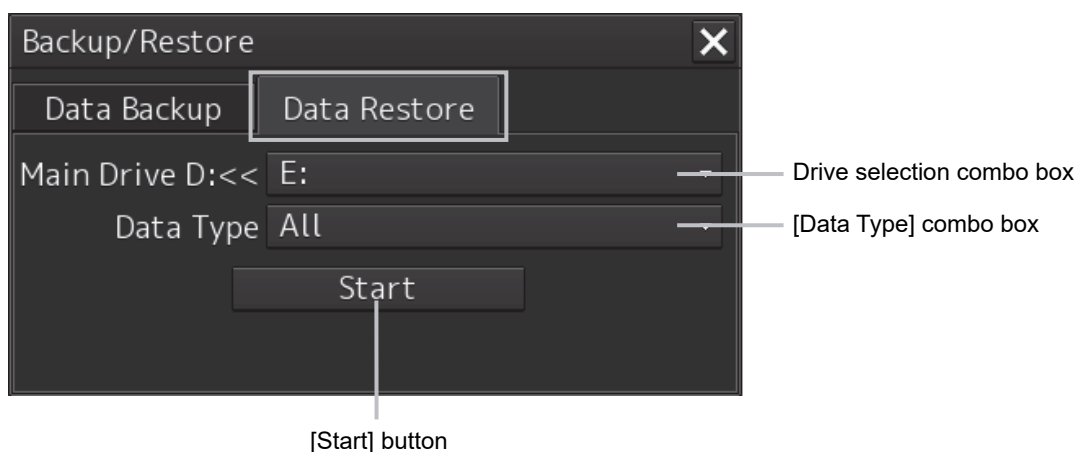 Backup/Restore
Data Backup Data Restore
Main Drive D:<< E:
Drive selection combo box
Data Type All
[Data Type] combo box
Start
[Start] button